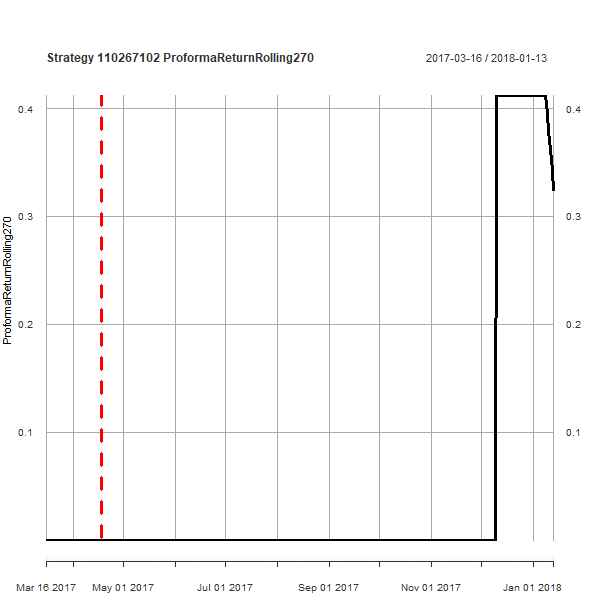 Strategy 110267102 ProformaReturnRolling270
2017-03-16 / 2018-01-13
0.4
0.4
0.3
0.3
0.2
0.2
0.1
0.1
ProformaReturnRolling270
Mar 16 2017
May 01 2017
Jul 01 2017
Sep 01 2017
Nov 01 2017
Jan 01 2018